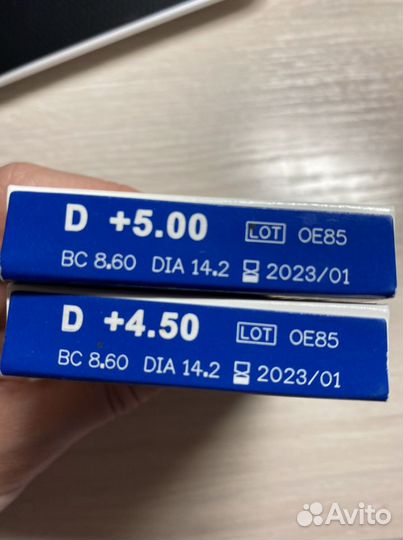 D +5.00 LOT OE85
BC 8.60 DIA 14.2 2023/01
D +4.50 LOT OE85
BC 8.60 DIA 14.2 2023/01
Avito